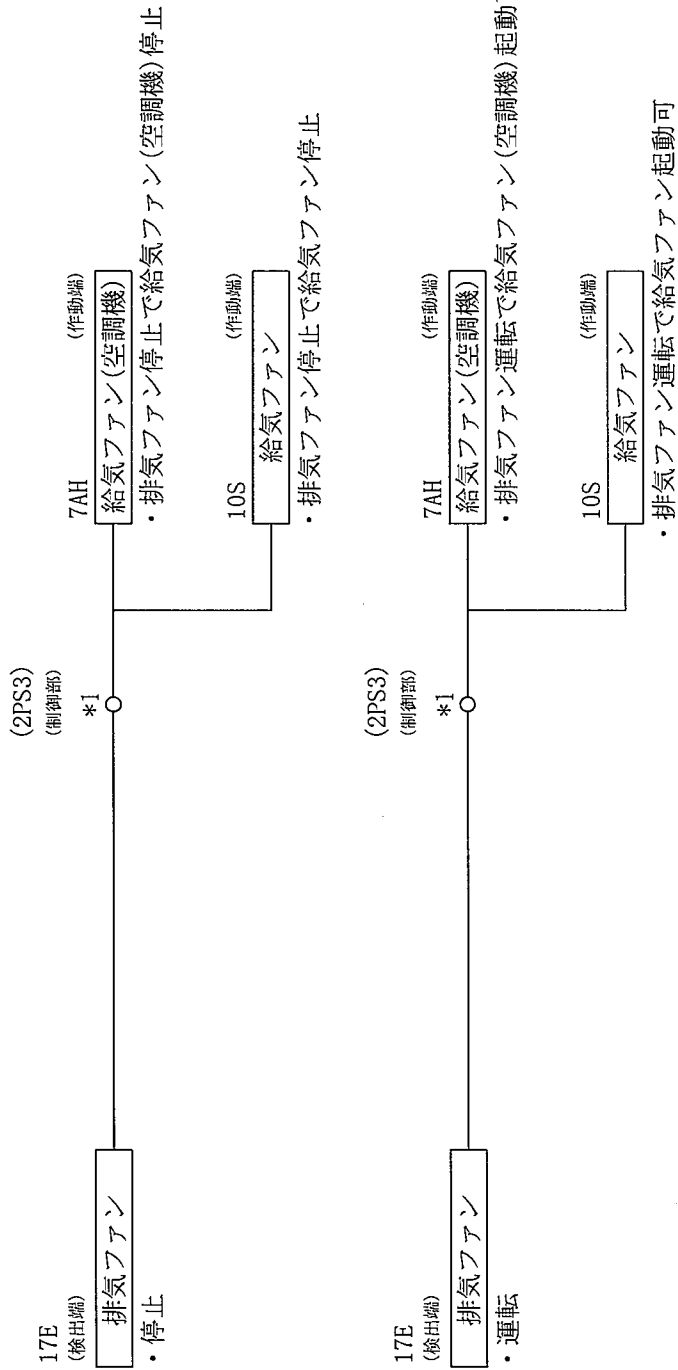 17E
(検出端)
排気ファン
・停止
(2PS3)
(制御部)
*1
7AH
(作動端)
給気ファン(空調機)
・排気ファン停止で給気ファン(空調機)停止
10S
(作動端)
給気ファン
・排気ファン停止で給気ファン停止
17E
(検出端)
排気ファン
・運転
(2PS3)
(制御部)
*1
7AH
(作動端)
給気ファン(空調機)
・排気ファン運転で給気ファン(空調機)起動
10S
(作動端)
給気ファン
・排気ファン運転で給気ファン起動可